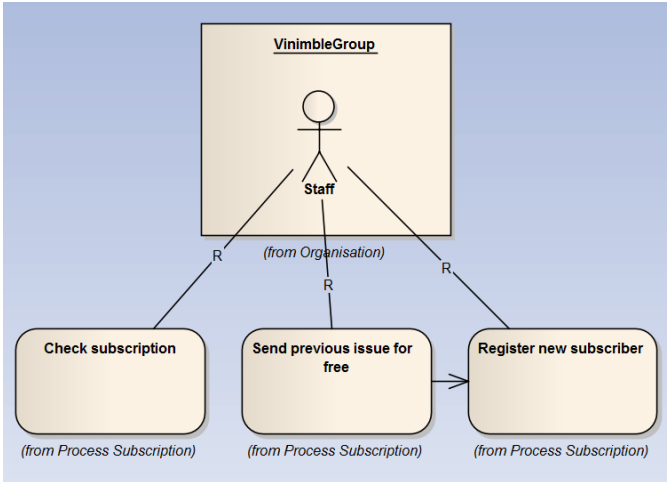 VinimbleGroup
Staff
(from Organisation)
R
R
R
Check subscription
Send previous issue for
free
Register new subscriber
(from Process Subscription)
(from Process Subscription)
(from Process Subscription)